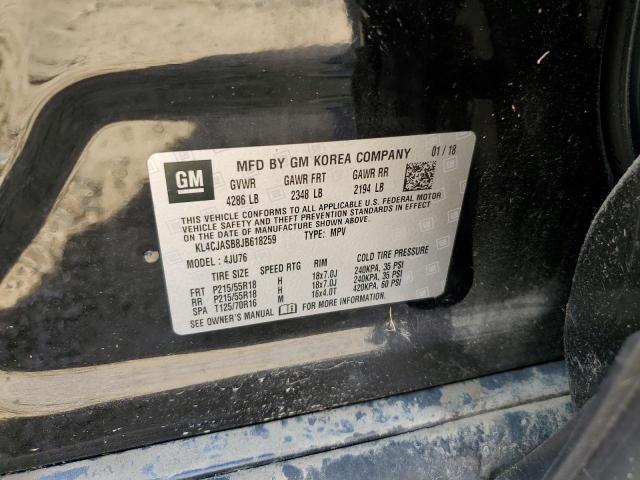 GM
MFD BY GM KOREA COMPANY 01 / 18
GVWR GAWR FRT GAWR RR
4286 LB 2348 LB 2194 LB
THIS VEHICLE CONFORMS TO ALL APPLICABLE U.S. FEDERAL MOTOR
VEHICLE SAFETY AND THEFT PREVENTION STANDARDS IN EFFECT ON
THE DATE OF MANUFACTURE SHOWN ABOVE.
KL4CJASB8JB618259 TYPE: MPV
MODEL : 4JU76
TIRE SIZE SPEED RTG RIM COLD TIRE PRESSURE
FRT P215/55R18 H 18x7.0J 240KPA, 35 PSI
RR P215/55R18 H 18x7.0J 240KPA, 35 PSI
SPA T125/70R16 M 16x4.0T 420KPA, 60 PSI
SEE OWNER'S MANUAL FOR MORE INFORMATION